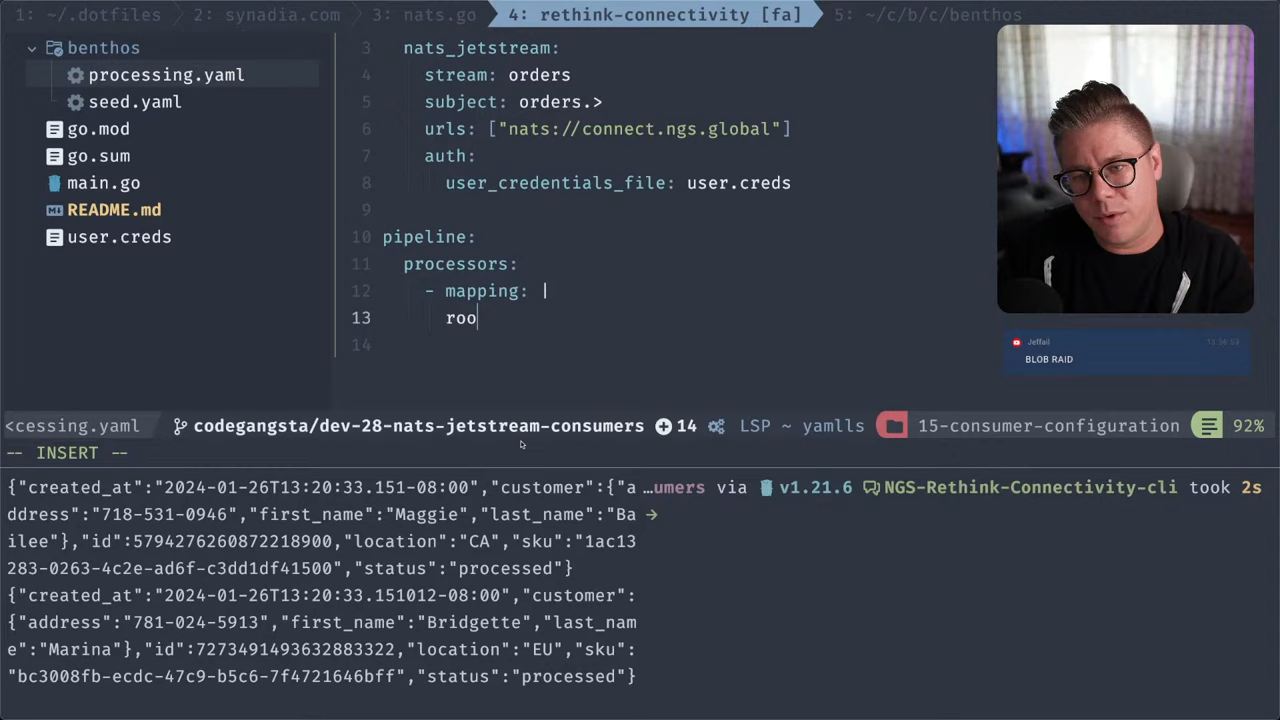 1: ~/.dotfiles 2: synadia.com 3: nats.go 4: rethink-connectivity [fa] 5: ~/c/b/c/benthos
benthos
processing.yaml
seed.yaml
go.mod
go.sum
main.go
README.md
user.creds
3 nats_jetstream:
4 stream: orders
5 subject: orders.>
6 urls: ["nats://connect.ngs.global"]
7 auth:
8 user_credentials_file: user.creds
9
10 pipeline:
11 processors:
12 - mapping: |
13 roo
14
Jeffail 13:36:53
BLOB RAID
<cessing.yaml codegangsta/dev-28-nats-jetstream-consumers 14 LSP ~ yamlls 15-consumer-configuration 92%
-- INSERT --
{"created_at":"2024-01-26T13:20:33.151-08:00","customer":{"a
ddress":"718-531-0946","first_name":"Maggie","last_name":"Ba
ilee"},"id":5794276260872218900,"location":"CA","sku":"1ac13
283-0263-4c2e-ad6f-c3dd1df41500","status":"processed"}
{"created_at":"2024-01-26T13:20:33.151012-08:00","customer":
{"address":"781-024-5913","first_name":"Bridgette","last_nam
e":"Marina"},"id":7273491493632883322,"location":"EU","sku":
"bc3008fb-ecdc-47c9-b5c6-7f4721646bff","status":"processed"}
…umers via v1.21.6 NGS-Rethink-Connectivity-cli took 2s
→